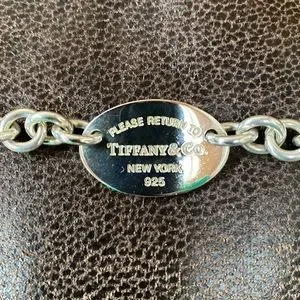 PLEASE RETURN TO
TIFFANY & CO.
NEW YORK
925